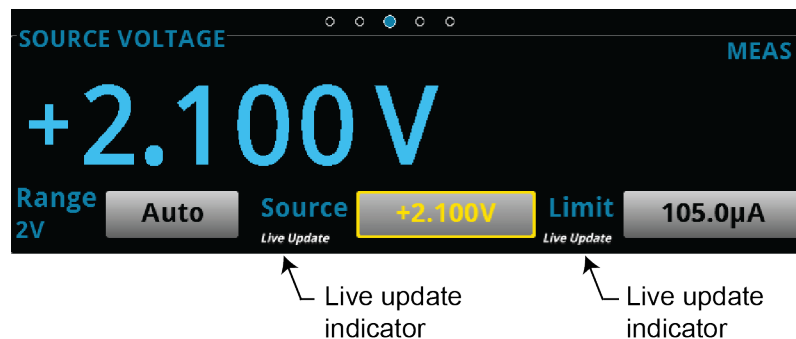 SOURCE VOLTAGE
MEAS
+2.100 V
Range
2V
Auto
Source
Live Update
+2.100V
Limit
Live Update
105.0µA
Live update
indicator
Live update
indicator